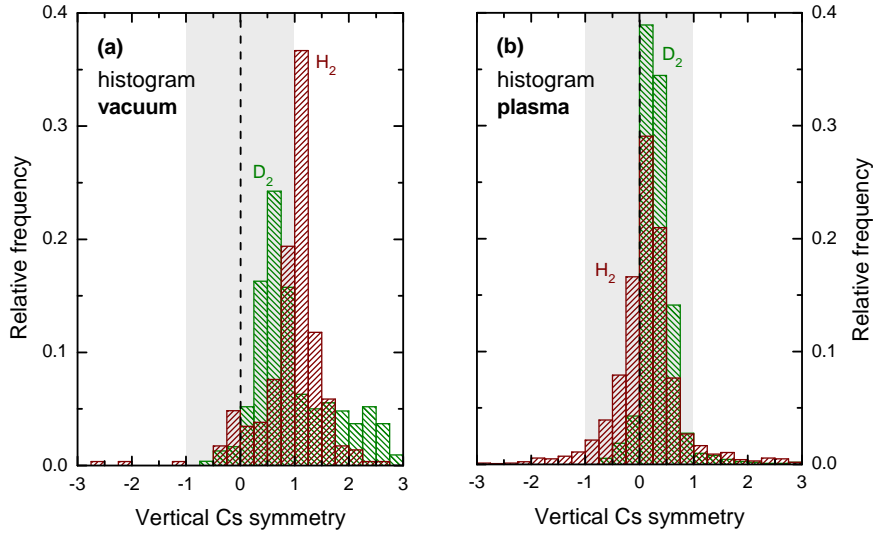 (a)
histogram
vacuum
H2
D2
0.4
0.3
0.2
0.1
0.0
Relative frequency
-3 -2 -1 0 1 2 3
Vertical Cs symmetry
(b)
histogram
plasma
D2
H2
0.4
0.3
0.2
0.1
0.0
Relative frequency
-3 -2 -1 0 1 2 3
Vertical Cs symmetry